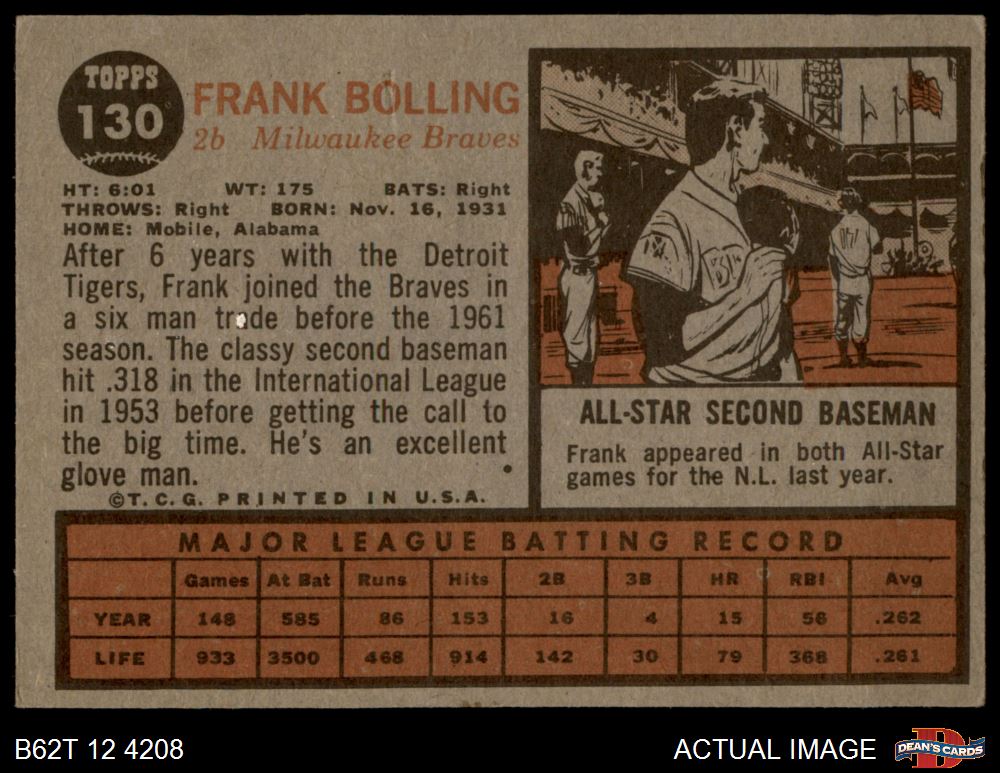 TOPPS
130
FRANK BOLLING
2b Milwaukee Braves
HT: 6:01 WT: 175 BATS: Right
THROWS: Right BORN: Nov. 16, 1931
HOME: Mobile, Alabama
After 6 years with the Detroit
Tigers, Frank joined the Braves in
a six man trade before the 1961
season. The classy second baseman
hit .318 in the International League
in 1953 before getting the call to
the big time. He's an excellent
glove man.
©T.C.G. PRINTED IN U.S.A.
ALL-STAR SECOND BASEMAN
Frank appeared in both All-Star
games for the N.L. last year.
MAJOR LEAGUE BATTING RECORD
Games At Bat Runs Hits 2B 3B HR RBI Avg
YEAR 148 585 86 153 16 4 15 56 .262
LIFE 933 3500 468 914 142 30 79 368 .261
B62T 12 4208
ACTUAL IMAGE
D
DEAN'S CARDS